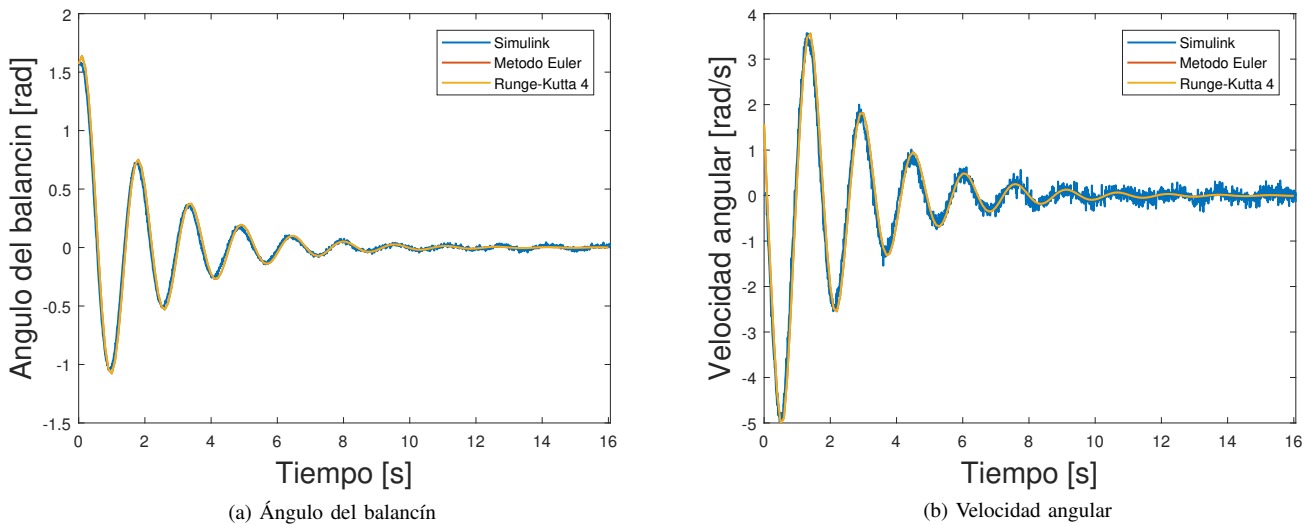 2
1.5
1
0.5
0
-0.5
-1
-1.5
0 2 4 6 8 10 12 14 16
Angulo del balancin [rad]
Tiempo [s]
Simulink
Metodo Euler
Runge-Kutta 4
(a) Ángulo del balancín
4
3
2
1
0
-1
-2
-3
-4
-5
0 2 4 6 8 10 12 14 16
Velocidad angular [rad/s]
Tiempo [s]
Simulink
Metodo Euler
Runge-Kutta 4
(b) Velocidad angular